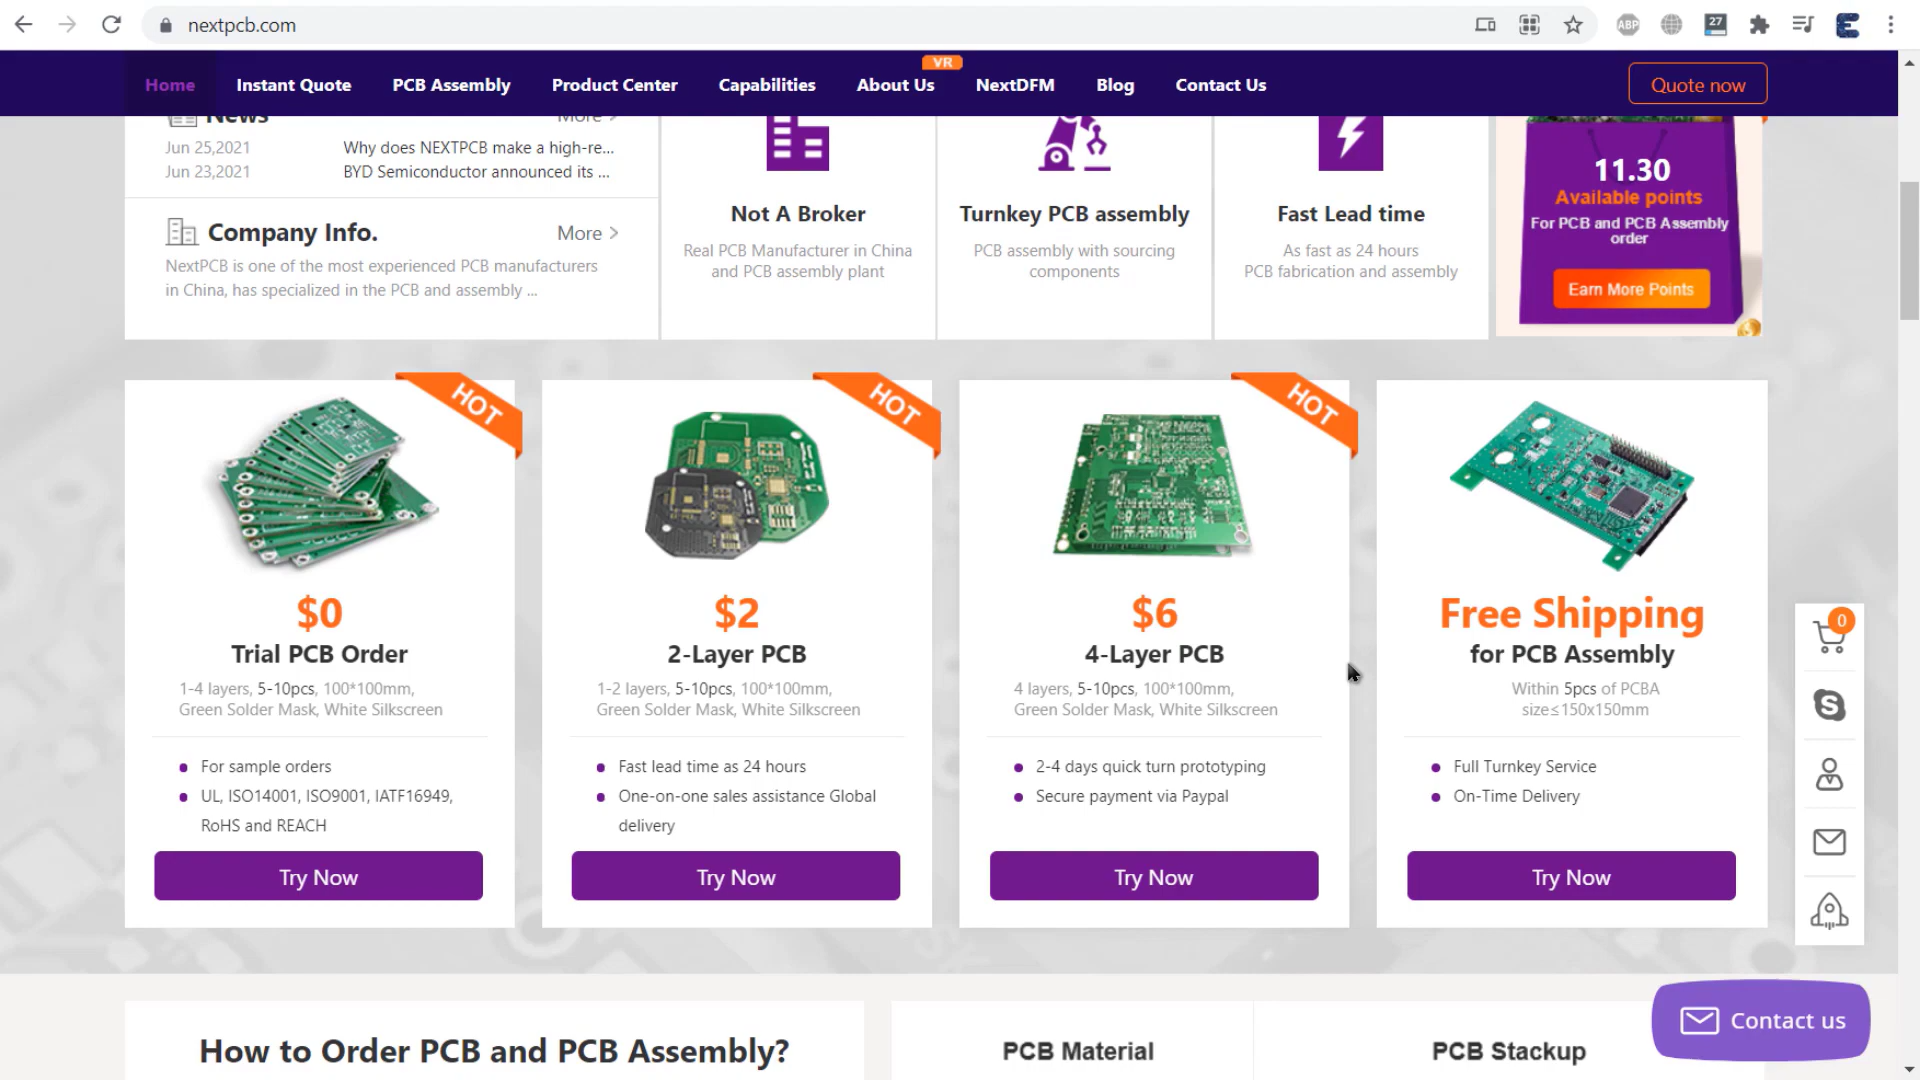 nextpcb.com
ABP
27
VR
Home
Instant Quote
PCB Assembly
Product Center
Capabilities
About Us
NextDFM
Blog
Contact Us
Quote now
News
More >
Jun 25,2021
Why does NEXTPCB make a high-re...
Jun 23,2021
BYD Semiconductor announced its ...
Company Info.
More >
NextPCB is one of the most experienced PCB manufacturers
in China, has specialized in the PCB and assembly ...
Not A Broker
Real PCB Manufacturer in China
and PCB assembly plant
Turnkey PCB assembly
PCB assembly with sourcing
components
Fast Lead time
As fast as 24 hours
PCB fabrication and assembly
11.30
Available points
For PCB and PCB Assembly
order
Earn More Points
HOT
$0
Trial PCB Order
1-4 layers, 5-10pcs, 100*100mm,
Green Solder Mask, White Silkscreen
For sample orders
UL, ISO14001, ISO9001, IATF16949,
RoHS and REACH
Try Now
HOT
$2
2-Layer PCB
1-2 layers, 5-10pcs, 100*100mm,
Green Solder Mask, White Silkscreen
Fast lead time as 24 hours
One-on-one sales assistance Global
delivery
Try Now
HOT
$6
4-Layer PCB
4 layers, 5-10pcs, 100*100mm,
Green Solder Mask, White Silkscreen
2-4 days quick turn prototyping
Secure payment via Paypal
Try Now
Free Shipping
for PCB Assembly
Within 5pcs of PCBA
size≤150x150mm
Full Turnkey Service
On-Time Delivery
Try Now
0
S
Contact us
How to Order PCB and PCB Assembly?
PCB Material
PCB Stackup